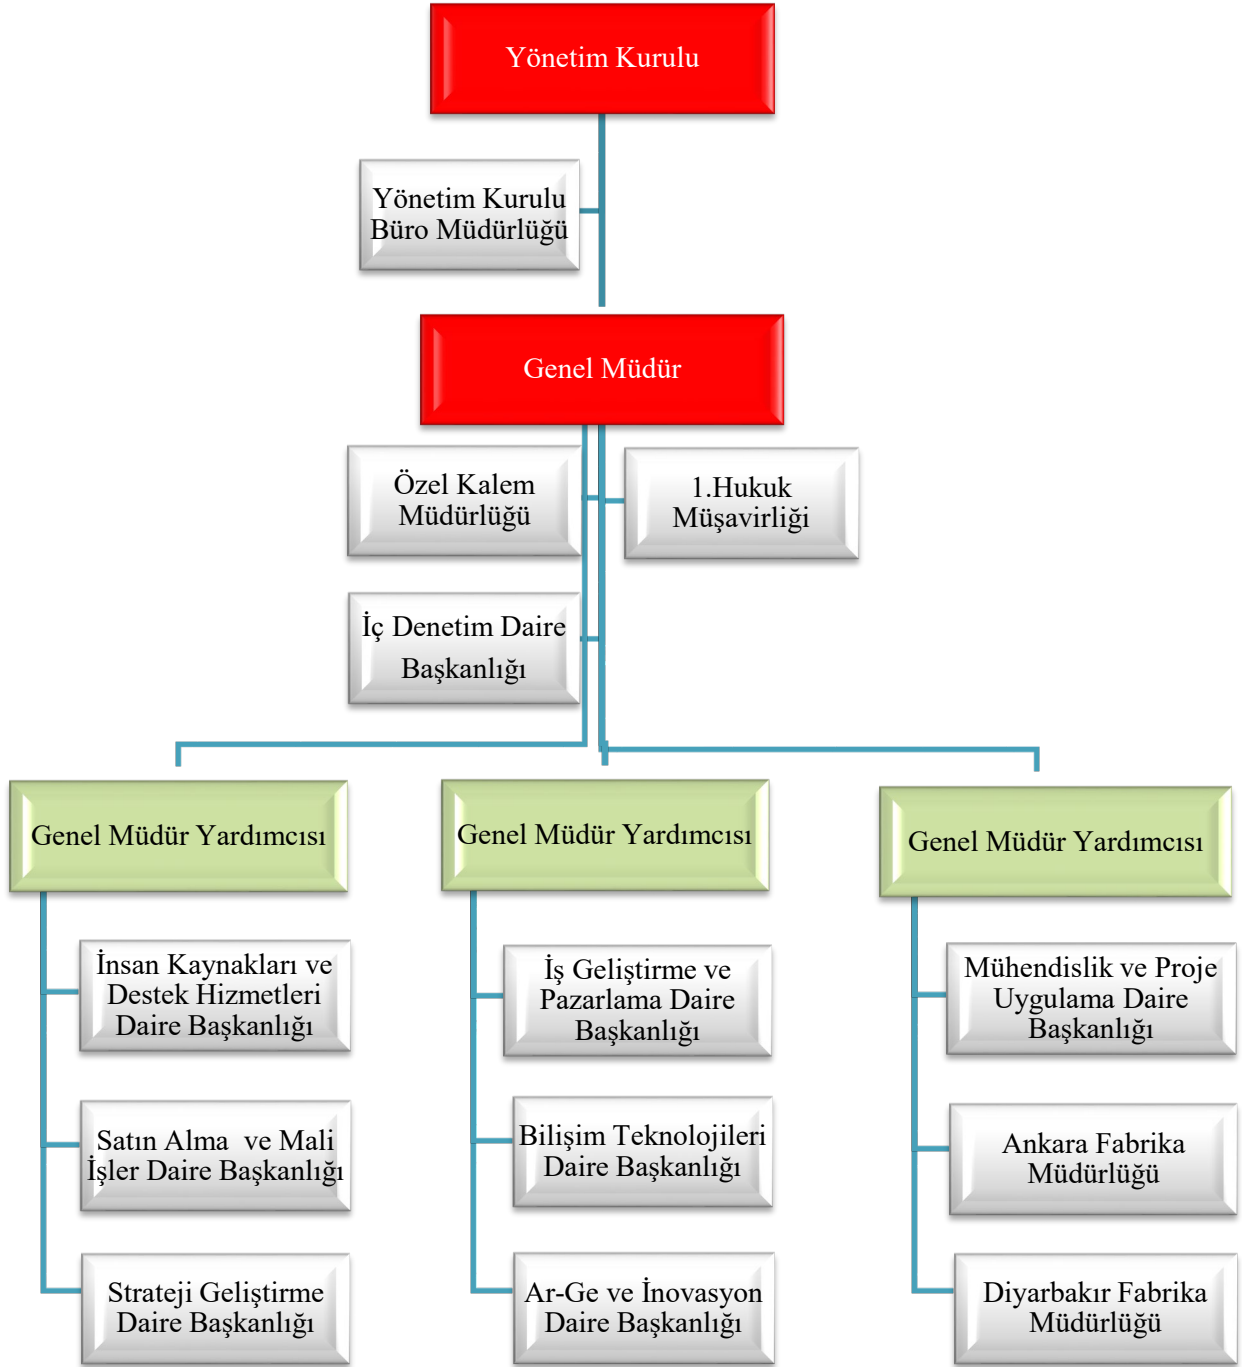 Yönetim Kurulu
Yönetim Kurulu
Büro Müdürlüğü
Genel Müdür
Özel Kalem
Müdürlüğü
1.Hukuk
Müşavirliği
İç Denetim Daire
Başkanlığı
Genel Müdür Yardımcısı
İnsan Kaynakları ve
Destek Hizmetleri
Daire Başkanlığı
Satın Alma  ve Mali
İşler Daire Başkanlığı
Strateji Geliştirme
Daire Başkanlığı
Genel Müdür Yardımcısı
İş Geliştirme ve
Pazarlama Daire
Başkanlığı
Bilişim Teknolojileri
Daire Başkanlığı
Ar-Ge ve İnovasyon
Daire Başkanlığı
Genel Müdür Yardımcısı
Mühendislik ve Proje
Uygulama Daire
Başkanlığı
Ankara Fabrika
Müdürlüğü
Diyarbakır Fabrika
Müdürlüğü